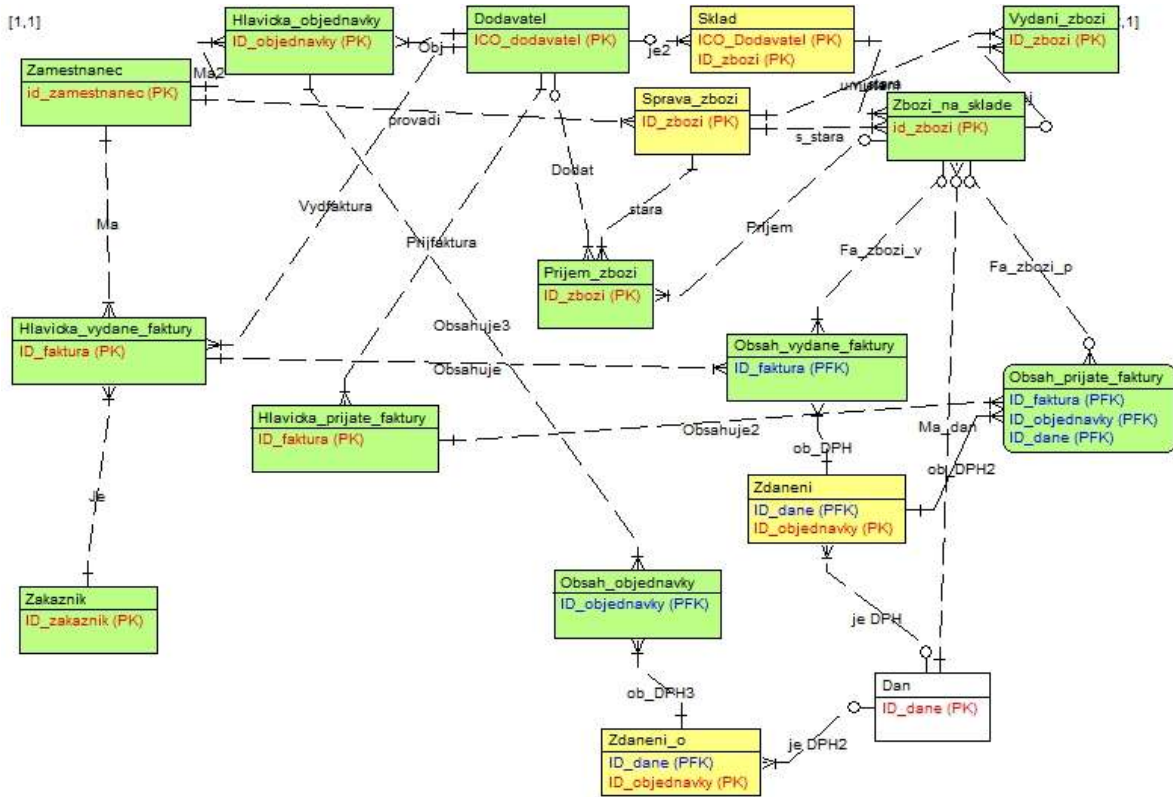 [1,1]
Hlavicka_objednavky
ID_objednavky (PK)
Dodavatel
ICO_dodavatel (PK)
Sklad
ICO_Dodavatel (PK)
ID_zbozi (PK)
Vydani_zbozi
ID_zbozi (PK)
,1]
Obj
je2
Ma2
Zamestnanec
id_zamestnanec (PK)
Sprava_zbozi
ID_zbozi (PK)
Zbozi_na_sklade
id_zbozi (PK)
provadi
s_stara
Dodat
stara
Vydfaktura
Ma
Prijfaktura
Prijem
Fa_zbozi_v
Fa_zbozi_p
Prijem_zbozi
ID_zbozi (PK)
Hlavicka_vydane_faktury
ID_faktura (PK)
Obsahuje3
Obsahuje
Obsah_vydane_faktury
ID_faktura (PFK)
Obsah_prijate_faktury
ID_faktura (PFK)
ID_objednavky (PFK)
ID_dane (PFK)
Hlavicka_prijate_faktury
ID_faktura (PK)
Obsahuje2
Ma_dan
ob_DPH
ob_DPH2
Je
Zdaneni
ID_dane (PFK)
ID_objednavky (PK)
Zakaznik
ID_zakaznik (PK)
Obsah_objednavky
ID_objednavky (PFK)
je DPH
Dan
ID_dane (PK)
ob_DPH3
je DPH2
Zdaneni_o
ID_dane (PFK)
ID_objednavky (PK)